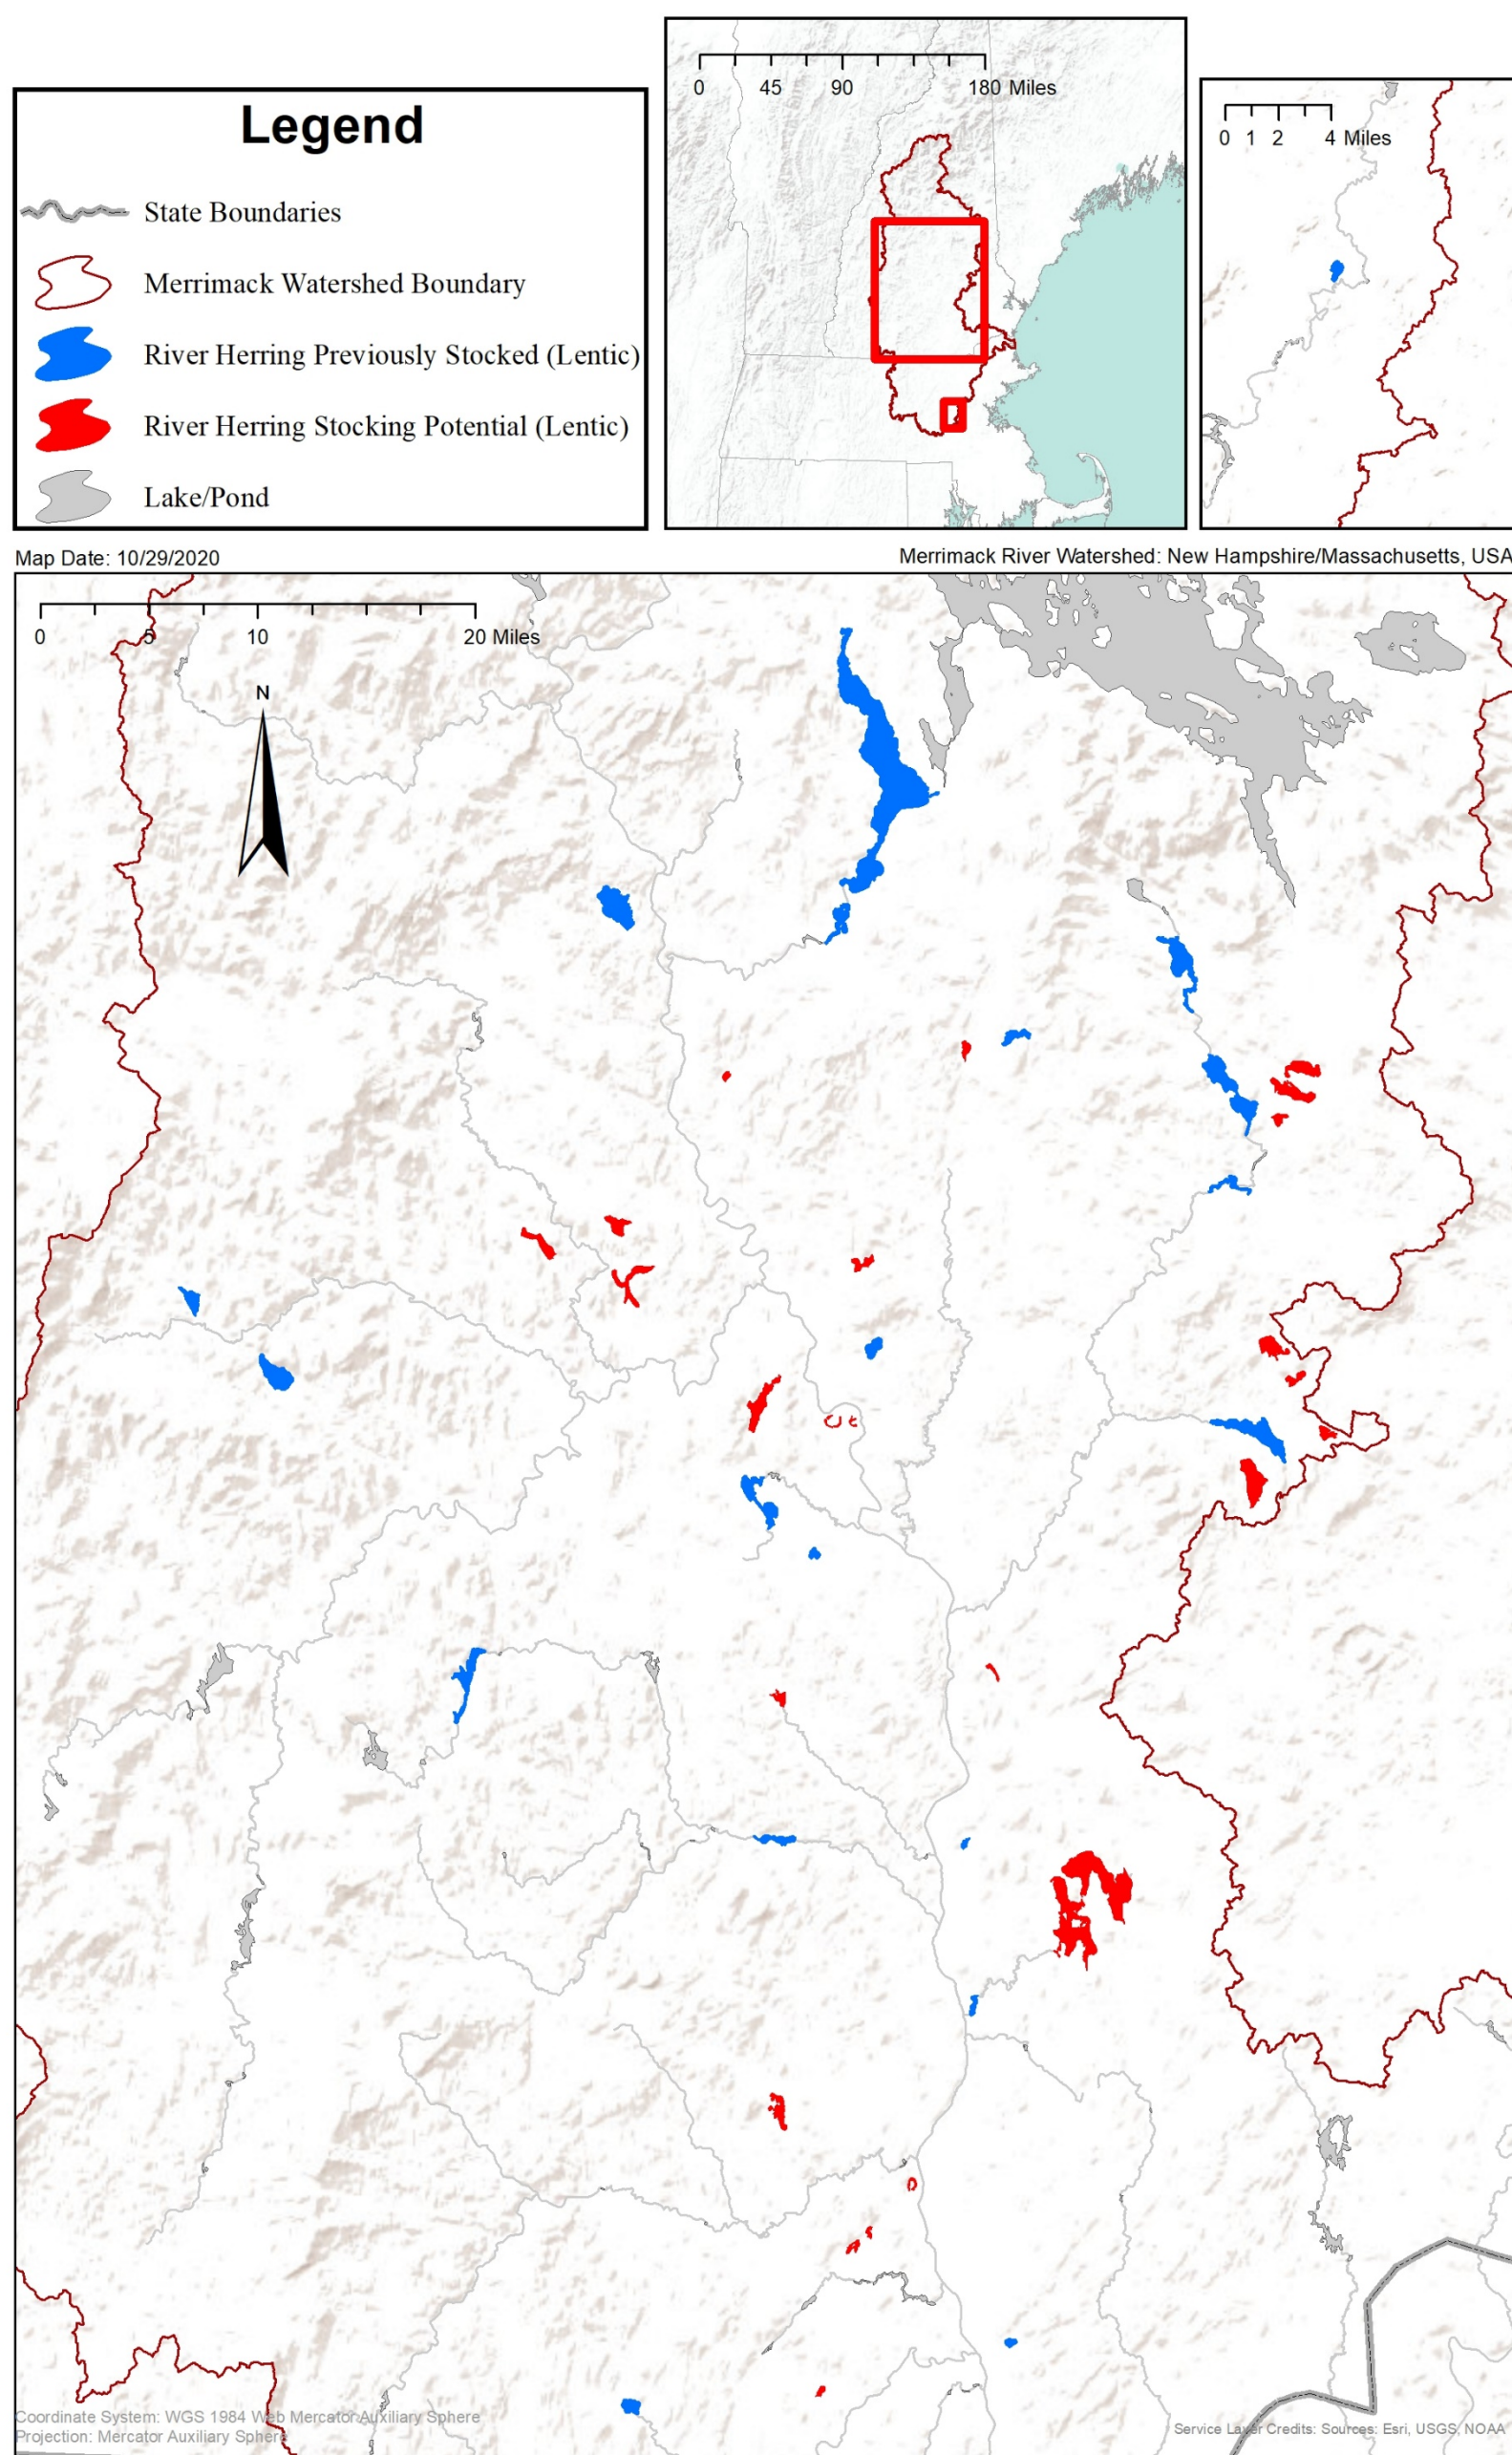 Legend
State Boundaries
Merrimack Watershed Boundary
River Herring Previously Stocked (Lentic)
River Herring Stocking Potential (Lentic)
Lake/Pond
0 45 90 180 Miles
0 1 2 4 Miles
Map Date: 10/29/2020
Merrimack River Watershed: New Hampshire/Massachusetts, USA
0 5 10 20 Miles
N
Coordinate System: WGS 1984 Web Mercator Auxiliary Sphere
Projection: Mercator Auxiliary Sphere
Service Layer Credits: Sources: Esri, USGS, NOAA